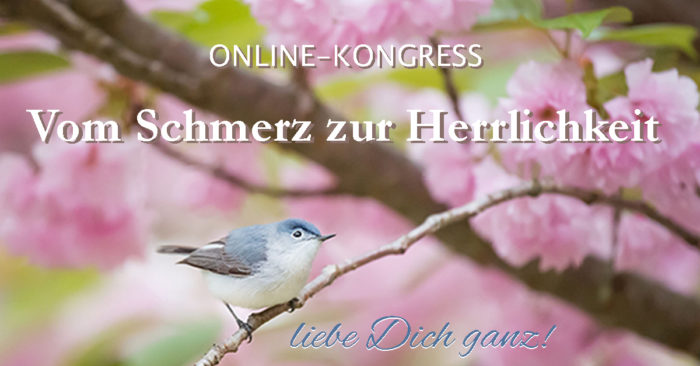 ONLINE-KONGRESS
Vom Schmerz zur Herrlichkeit
liebe Dich ganz!